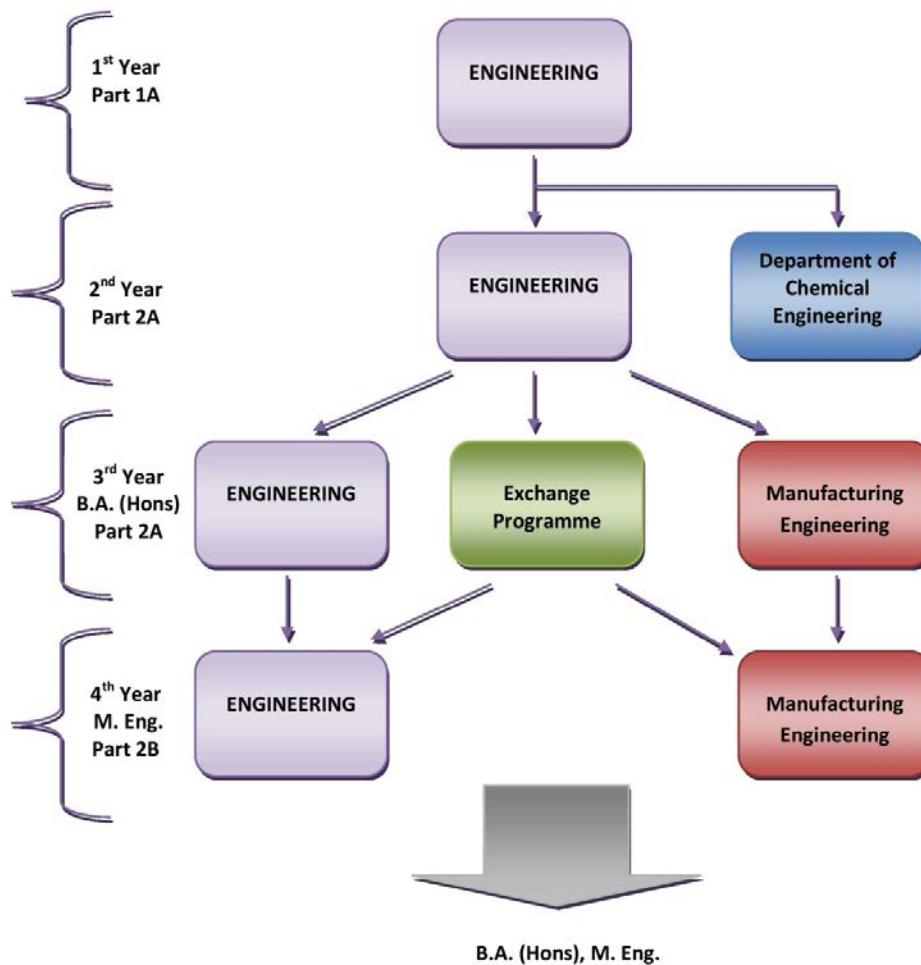 1st Year
Part 1A
ENGINEERING
2nd Year
Part 2A
ENGINEERING
Department of
Chemical
Engineering
3rd Year
B.A. (Hons)
Part 2A
ENGINEERING
Exchange
Programme
Manufacturing
Engineering
4th Year
M. Eng.
Part 2B
ENGINEERING
Manufacturing
Engineering
B.A. (Hons), M. Eng.